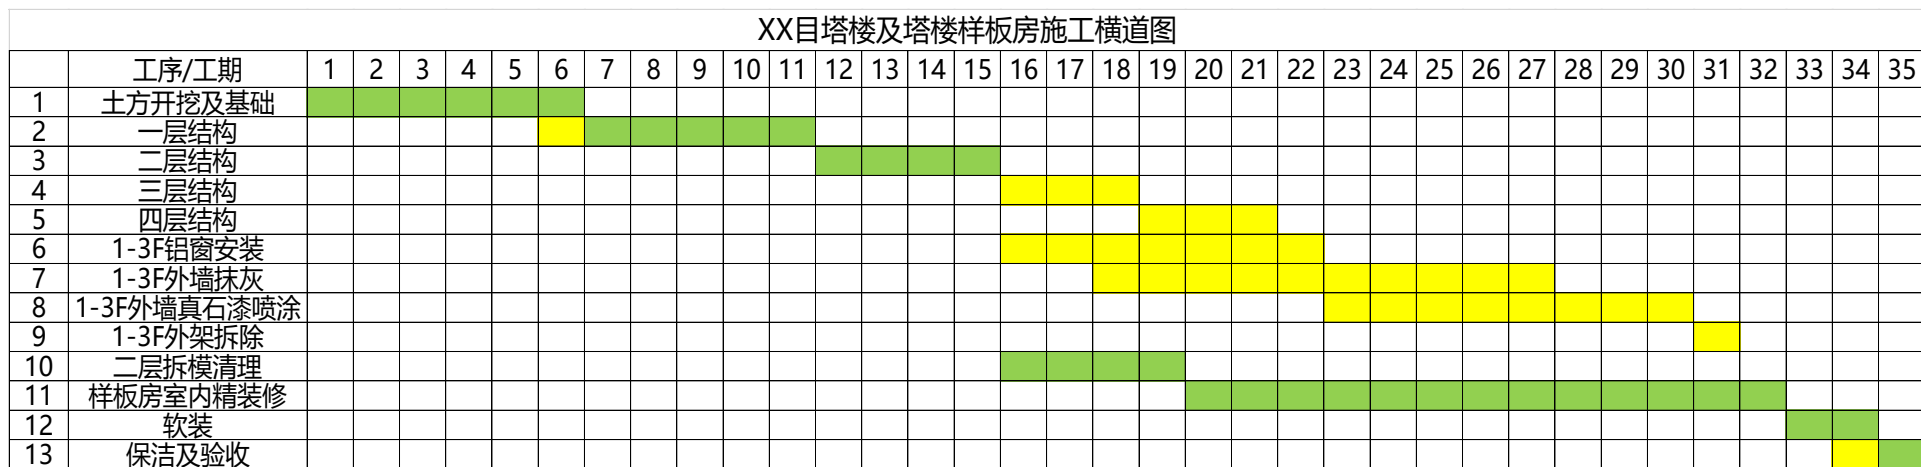 XX目塔楼及塔楼样板房施工横道图
工序/工期 1 2 3 4 5 6 7 8 9 10 11 12 13 14 15 16 17 18 19 20 21 22 23 24 25 26 27 28 29 30 31 32 33 34 35
1 土方开挖及基础
2 一层结构
3 二层结构
4 三层结构
5 四层结构
6 1-3F铝窗安装
7 1-3F外墙抹灰
8 1-3F外墙真石漆喷涂
9 1-3F外架拆除
10 二层拆模清理
11 样板房室内精装修
12 软装
13 保洁及验收